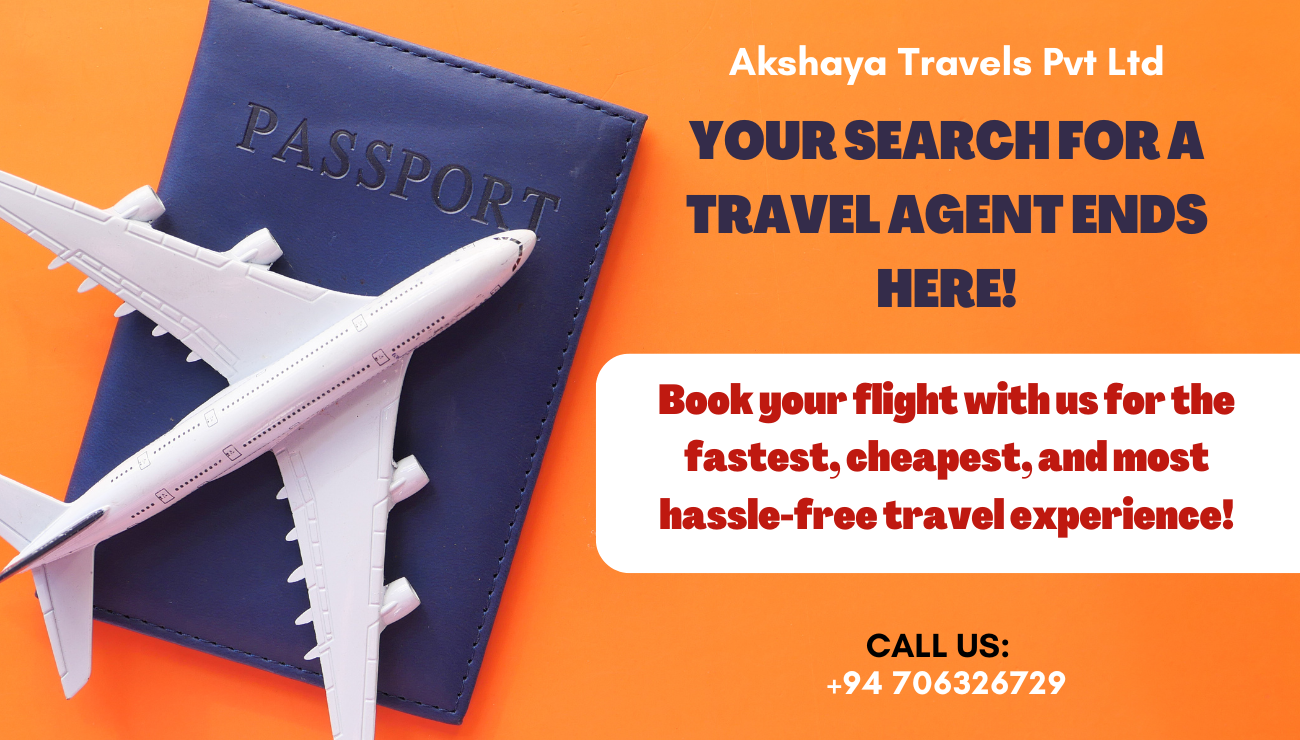 PASSPORT
Akshaya Travels Pvt Ltd
YOUR SEARCH FOR A
TRAVEL AGENT ENDS
HERE!
Book your flight with us for the
fastest, cheapest, and most
hassle-free travel experience!
CALL US:
+94 706326729